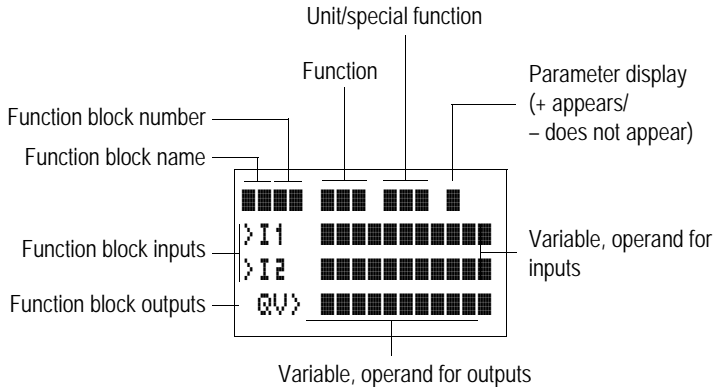 Unit/special function
Function
Parameter display
(+ appears/
– does not appear)
Function block number
Function block name
>I1
>I2
QV>
Function block inputs
Function block outputs
Variable, operand for
inputs
Variable, operand for outputs